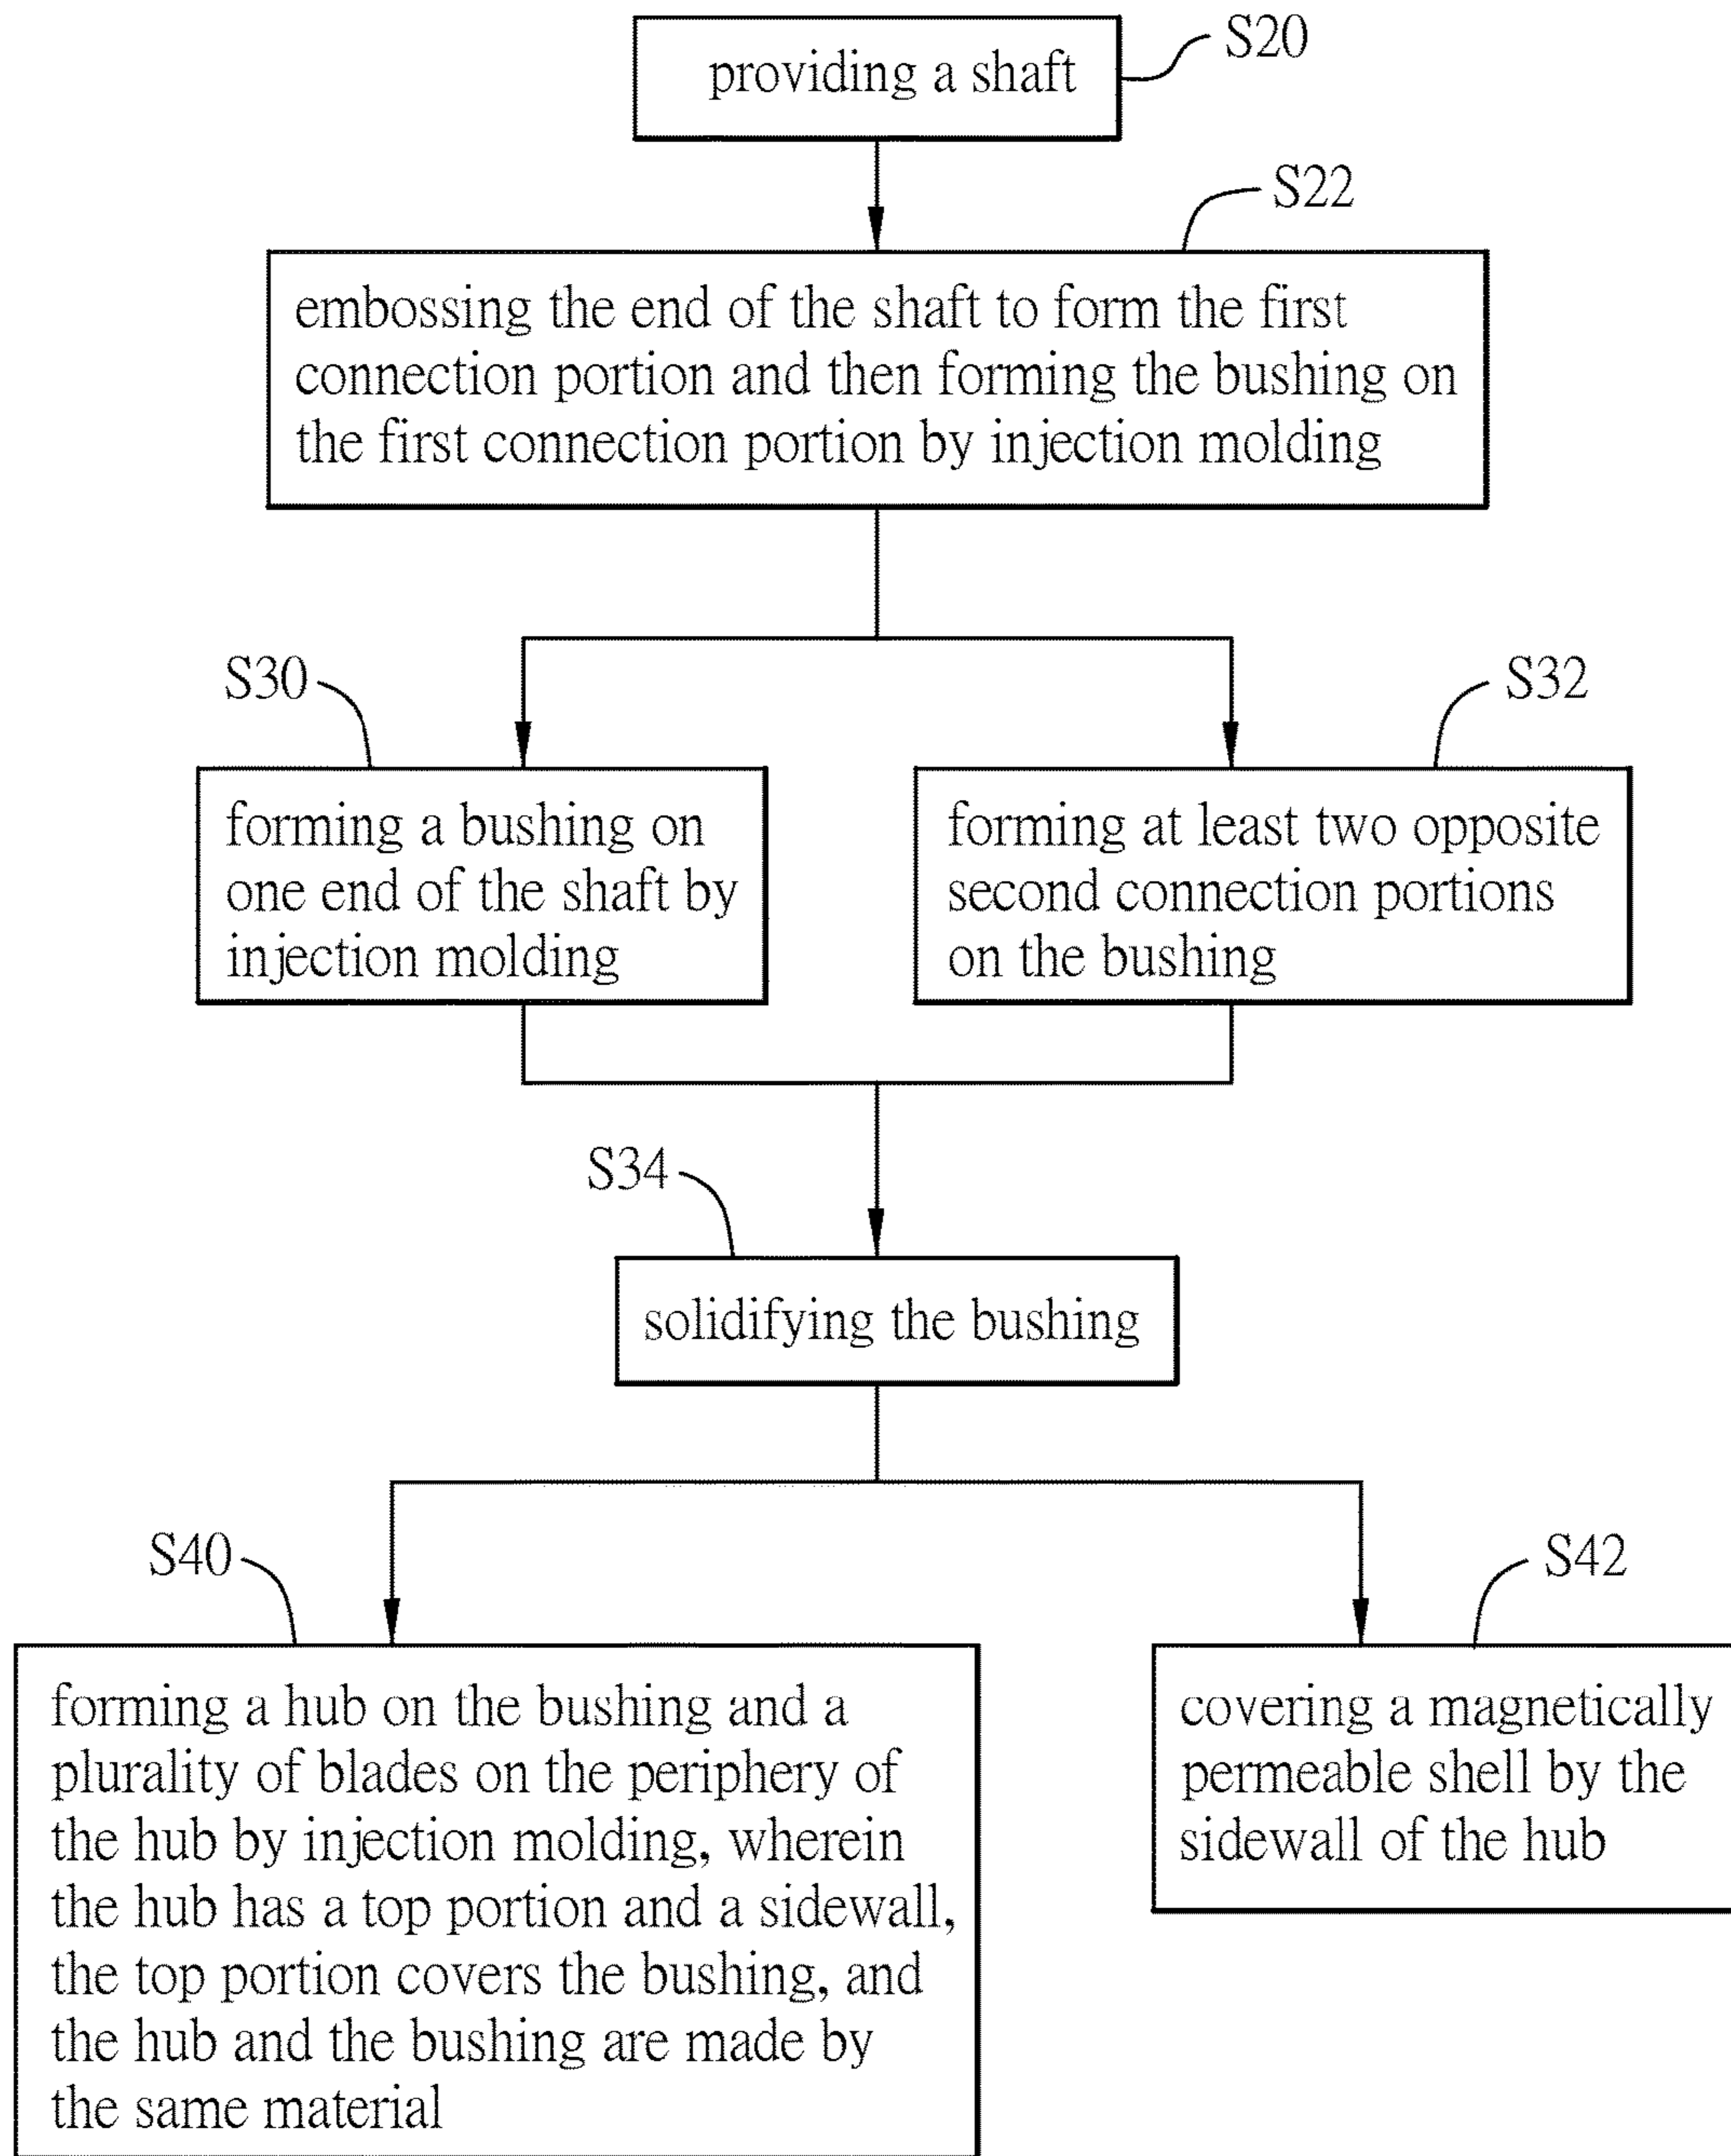 providing a shaft
S20
S22
embossing the end of the shaft to form the first
connection portion and then forming the bushing on
the first connection portion by injection molding
S30
S32
forming a bushing on
one end of the shaft by
injection molding
forming at least two opposite
second connection portions
on the bushing
S34
solidifying the bushing
S40
S42
forming a hub on the bushing and a
plurality of blades on the periphery of
the hub by injection molding, wherein
the hub has a top portion and a sidewall,
the top portion covers the bushing, and
the hub and the bushing are made by
the same material
covering a magnetically
permeable shell by the
sidewall of the hub